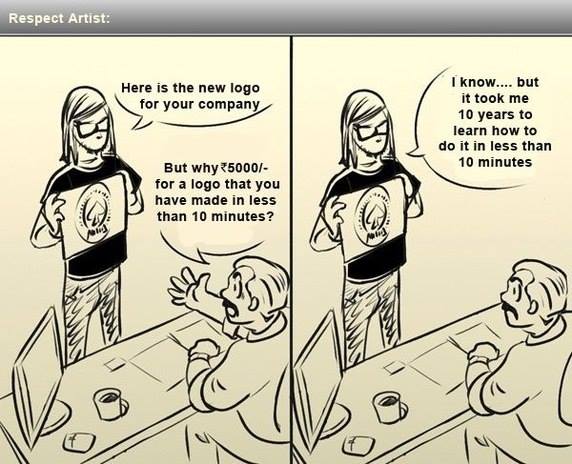 Respect Artist:
Here is the new logo
for your company
But why ₹5000/-
for a logo that you
have made in less
than 10 minutes?
I know.... but
it took me
10 years to
learn how to
do it in less than
10 minutes